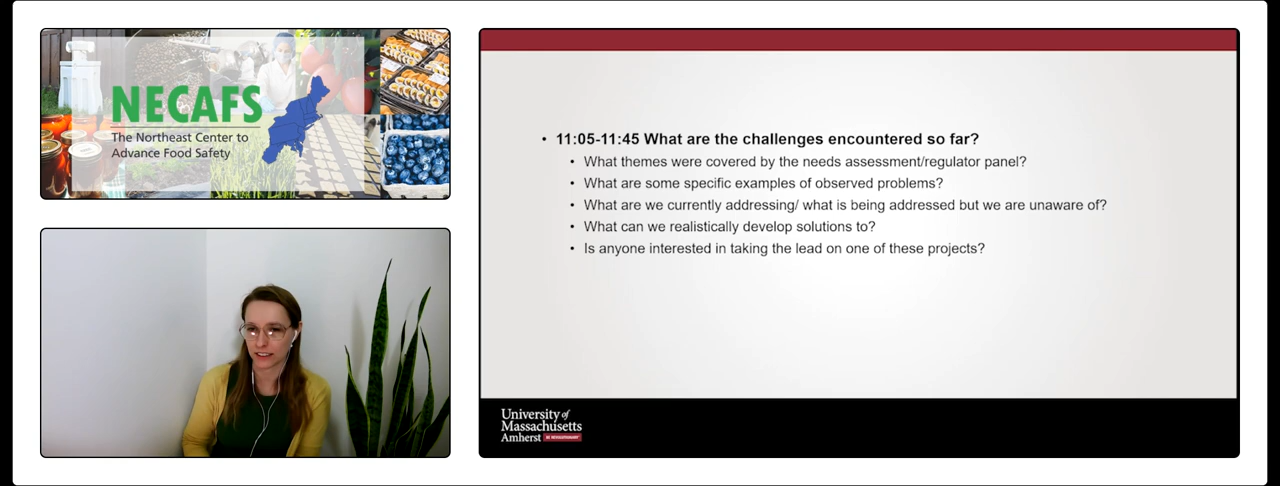 NECAFS
The Northeast Center to
Advance Food Safety
• 11:05-11:45 What are the challenges encountered so far?
• What themes were covered by the needs assessment/regulator panel?
• What are some specific examples of observed problems?
• What are we currently addressing/ what is being addressed but we are unaware of?
• What can we realistically develop solutions to?
• Is anyone interested in taking the lead on one of these projects?
University of
Massachusetts
Amherst BE REVOLUTIONARY